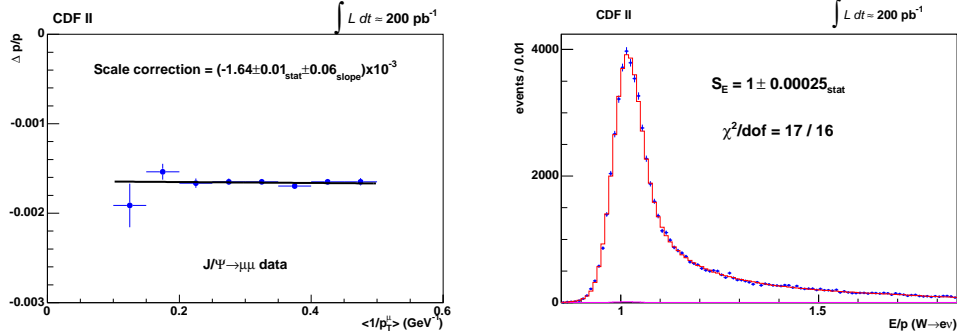 CDF II
∫ L dt ≈ 200 pb⁻¹
Δ p/p
0
Scale correction = (-1.64±0.01stat±0.06slope)x10⁻³
-0.001
-0.002
J/Ψ→μμ data
-0.003
0 0.2 0.4 0.6
<1/pTμ> (GeV⁻¹)
CDF II
∫ L dt ≈ 200 pb⁻¹
events / 0.01
4000
SE = 1 ± 0.00025stat
χ²/dof = 17 / 16
2000
0
1 1.5
E/p (W→eν)